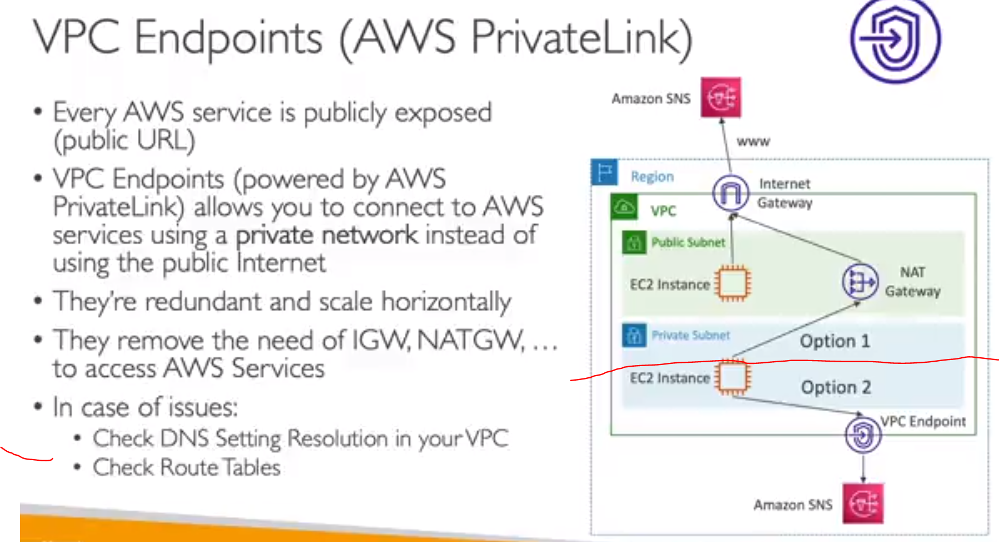 VPC Endpoints (AWS PrivateLink)
• Every AWS service is publicly exposed
(public URL)
• VPC Endpoints (powered by AWS
PrivateLink) allows you to connect to AWS
services using a private network instead of
using the public Internet
• They're redundant and scale horizontally
• They remove the need of IGW, NATGW, …
to access AWS Services
• In case of issues:
• Check DNS Setting Resolution in your VPC
• Check Route Tables
Amazon SNS
www
Region
Internet
Gateway
VPC
Public Subnet
EC2 Instance
NAT
Gateway
Private Subnet
Option 1
EC2 Instance
Option 2
VPC Endpoint
Amazon SNS